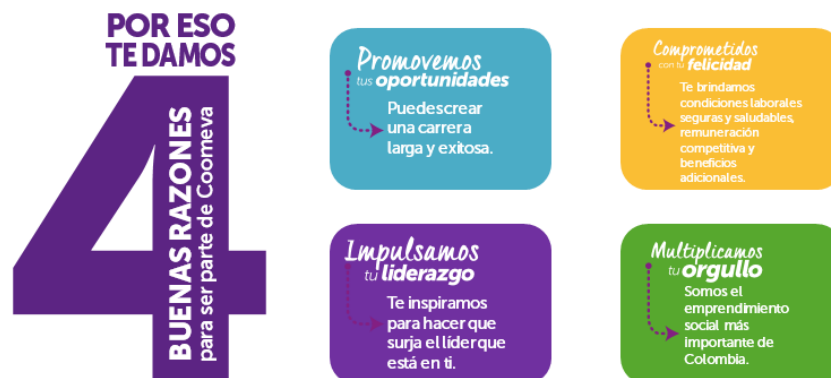 POR ESO
TE DAMOS
4
BUENAS RAZONES
para ser parte de Coomeva
Promovemos
tus oportunidades
Puedescrear
una carrera
larga y exitosa.
Comprometidos
con tu felicidad
Te brindamos
condiciones laborales
seguras y saludables,
remuneración
competitiva y
beneficios
adicionales.
Impulsamos
tu liderazgo
Te inspiramos
para hacer que
surja el líder que
está en ti.
Multiplicamos
tu orgullo
Somos el
emprendimiento
social más
importante de
Colombia.